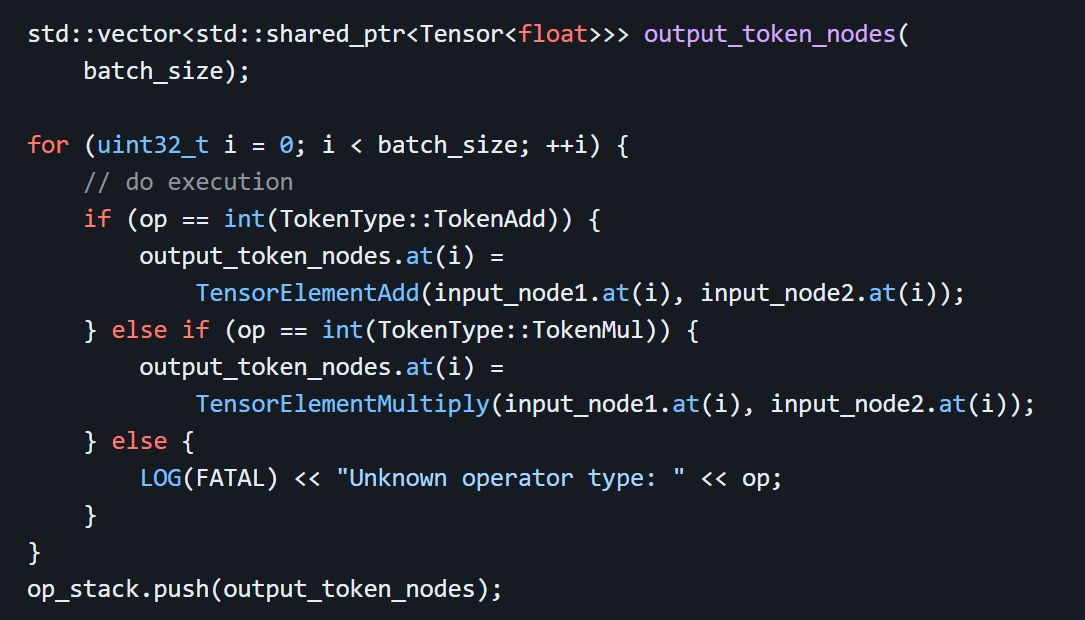 std::vector<std::shared_ptr<Tensor<float>>> output_token_nodes(
    batch_size);

for (uint32_t i = 0; i < batch_size; ++i) {
    // do execution
    if (op == int(TokenType::TokenAdd)) {
        output_token_nodes.at(i) =
            TensorElementAdd(input_node1.at(i), input_node2.at(i));
    } else if (op == int(TokenType::TokenMul)) {
        output_token_nodes.at(i) =
            TensorElementMultiply(input_node1.at(i), input_node2.at(i));
    } else {
        LOG(FATAL) << "Unknown operator type: " << op;
    }
}
op_stack.push(output_token_nodes);